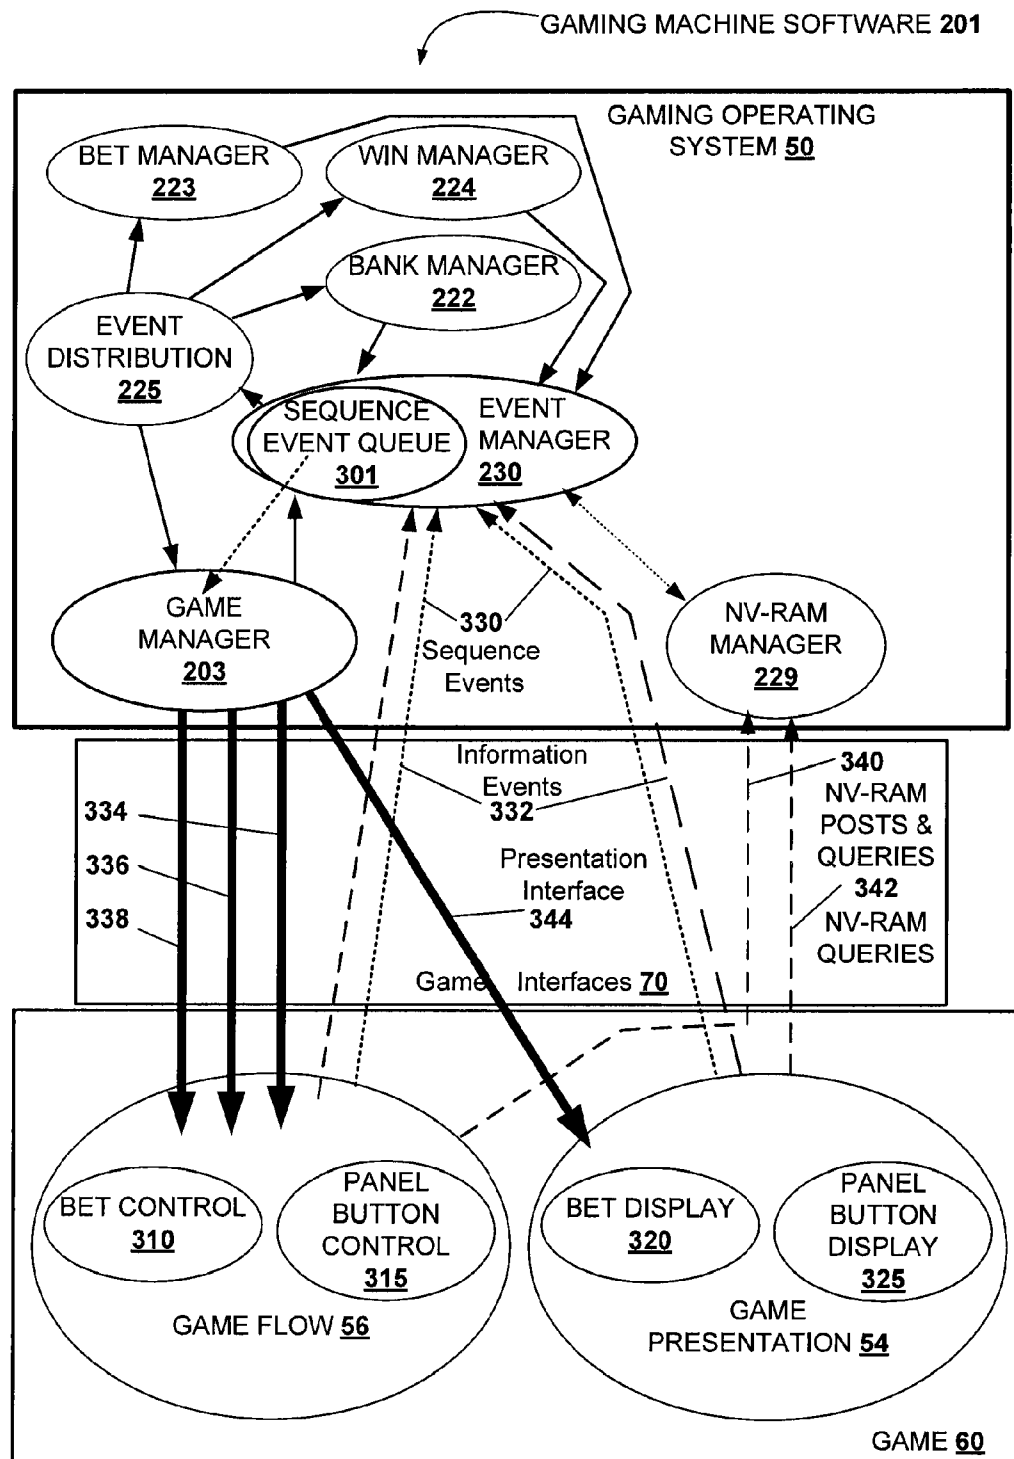 GAMING MACHINE SOFTWARE 201
GAMING OPERATING
SYSTEM 50
BET MANAGER
223
WIN MANAGER
224
BANK MANAGER
222
EVENT
DISTRIBUTION
225
SEQUENCE
EVENT QUEUE
301
EVENT
MANAGER
230
GAME
MANAGER
203
330
Sequence
Events
NV-RAM
MANAGER
229
Information
Events
332
334
336
338
Presentation
Interface
344
340
NV-RAM
POSTS &
QUERIES
342
NV-RAM
QUERIES
Game Interfaces 70
BET CONTROL
310
PANEL
BUTTON
CONTROL
315
GAME FLOW 56
BET DISPLAY
320
PANEL
BUTTON
DISPLAY
325
GAME
PRESENTATION 54
GAME 60